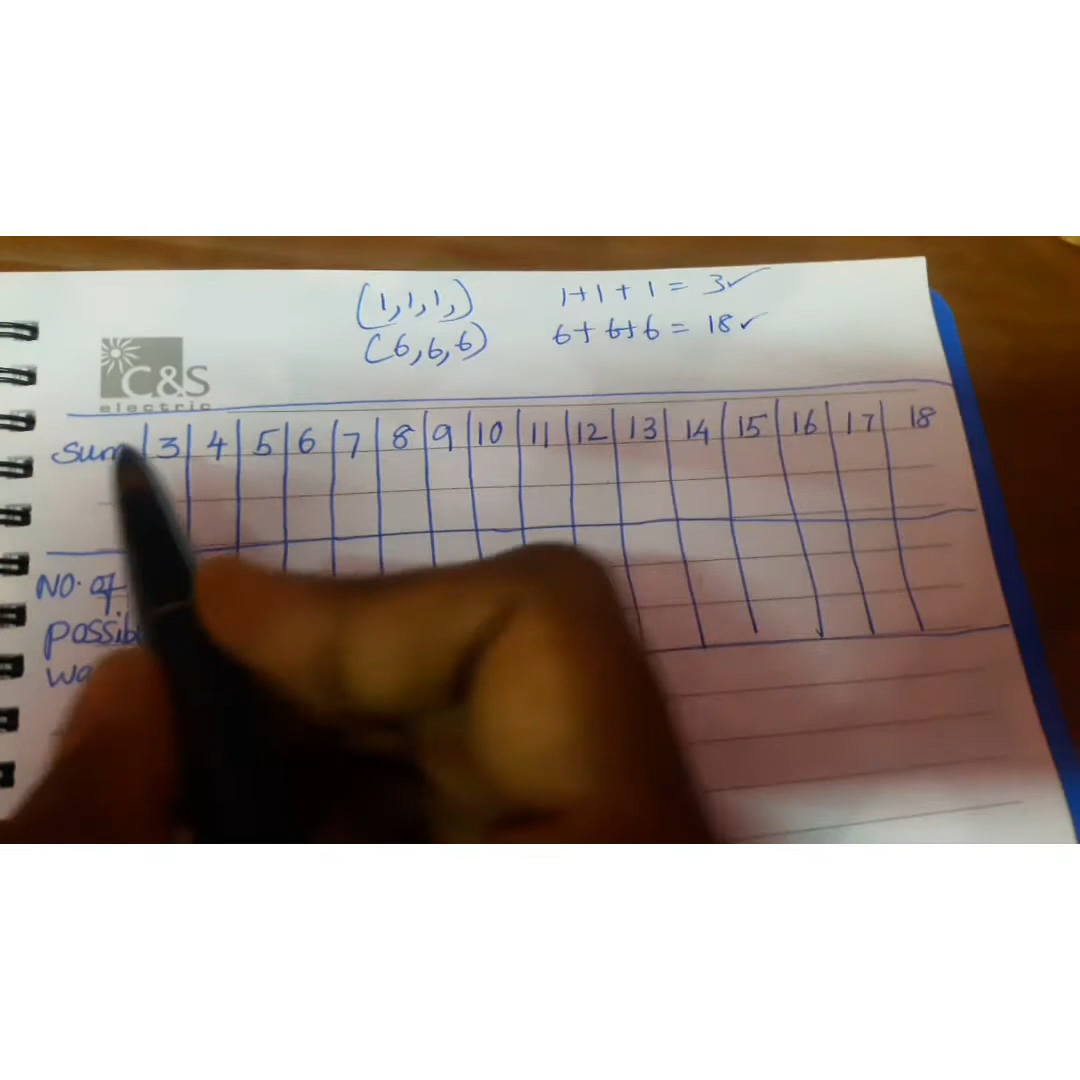 (1,1,1,) 1+1+1 = 3✓
(6,6,6) 6+6+6 = 18✓
C&S
electric
Sum 3 4 5 6 7 8 9 10 11 12 13 14 15 16 17 18
NO. of